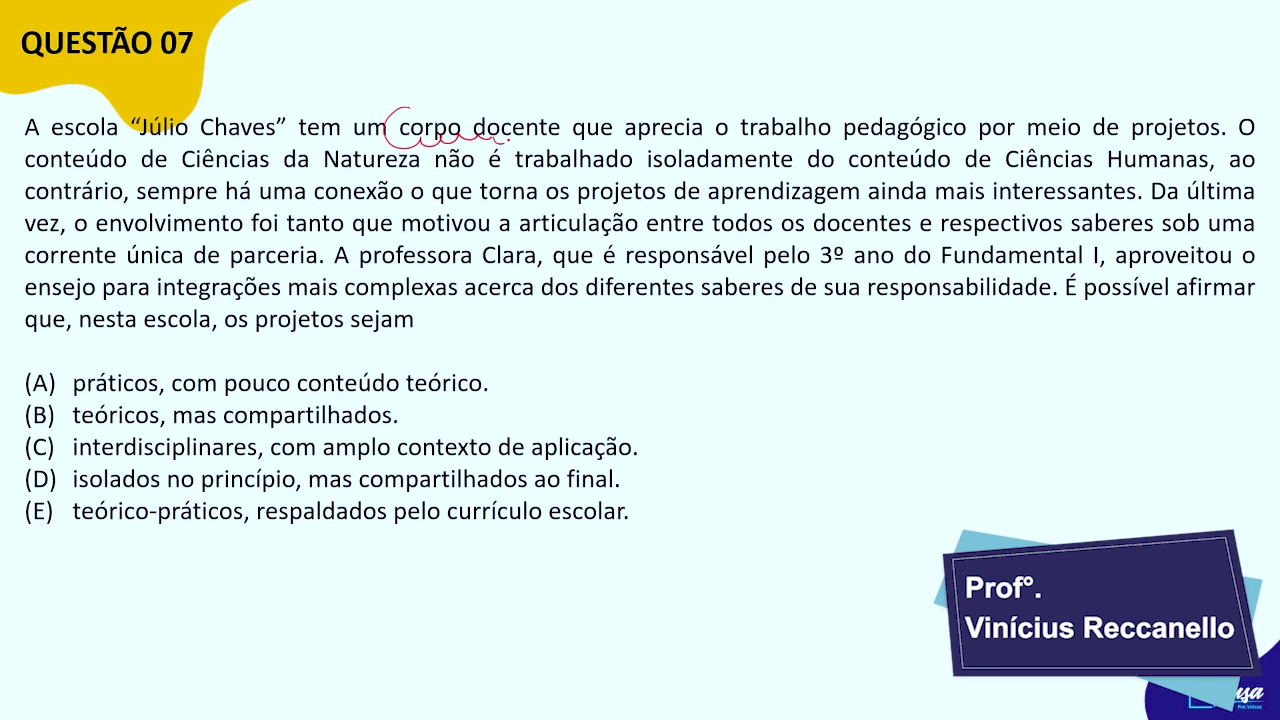 QUESTÃO 07
A escola “Júlio Chaves” tem um corpo docente que aprecia o trabalho pedagógico por meio de projetos. O
conteúdo de Ciências da Natureza não é trabalhado isoladamente do conteúdo de Ciências Humanas, ao
contrário, sempre há uma conexão o que torna os projetos de aprendizagem ainda mais interessantes. Da última
vez, o envolvimento foi tanto que motivou a articulação entre todos os docentes e respectivos saberes sob uma
corrente única de parceria. A professora Clara, que é responsável pelo 3º ano do Fundamental I, aproveitou o
ensejo para integrações mais complexas acerca dos diferentes saberes de sua responsabilidade. É possível afirmar
que, nesta escola, os projetos sejam
(A) práticos, com pouco conteúdo teórico.
(B) teóricos, mas compartilhados.
(C) interdisciplinares, com amplo contexto de aplicação.
(D) isolados no princípio, mas compartilhados ao final.
(E) teórico-práticos, respaldados pelo currículo escolar.
Prof°.
Vinícius Reccanello